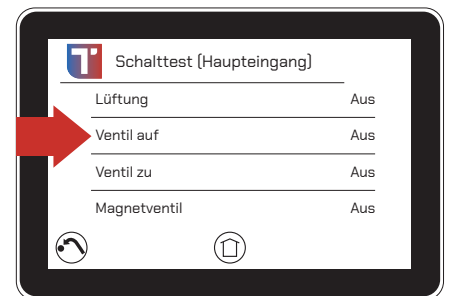 Schalttest (Haupteingang)
Lüftung Aus
Ventil auf Aus
Ventil zu Aus
Magnetventil Aus